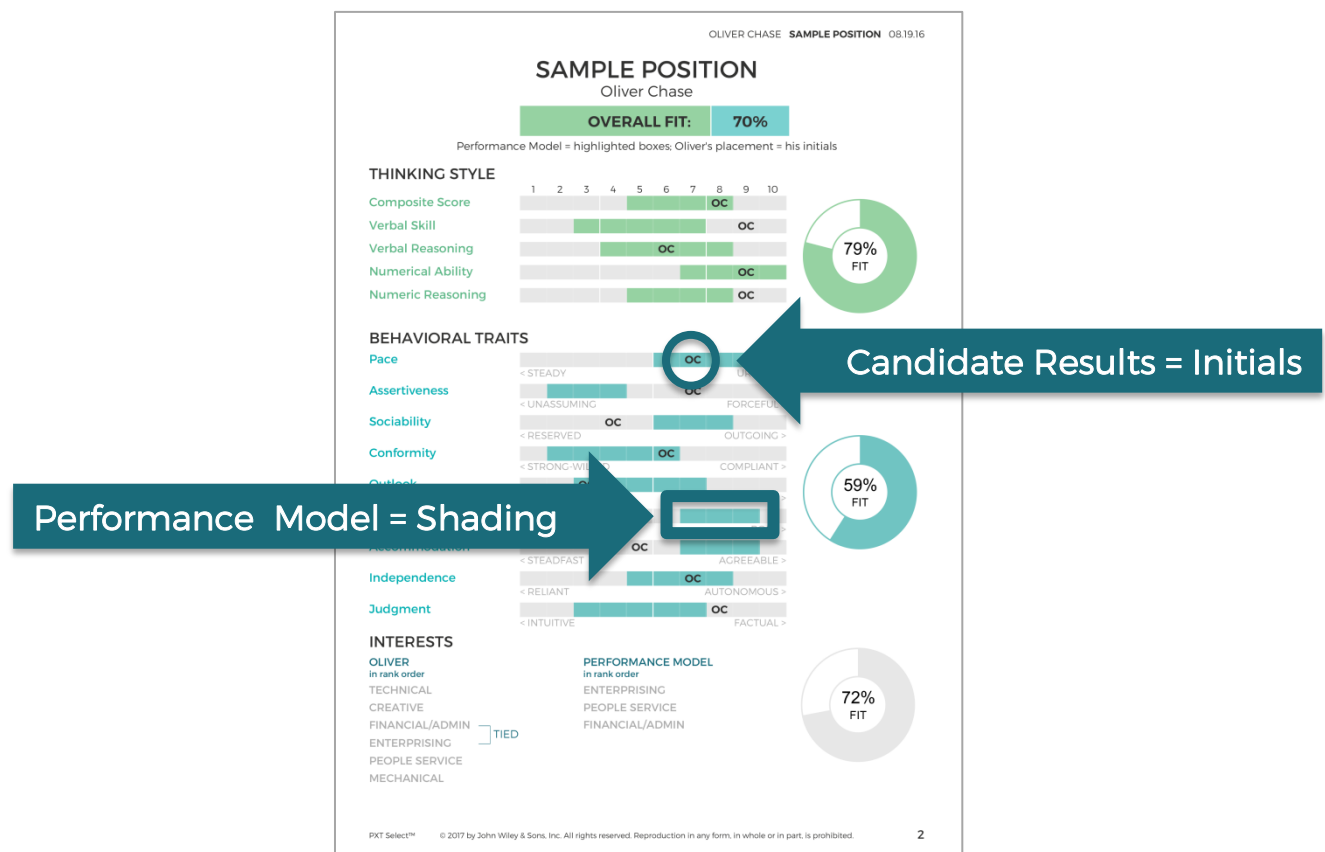 OLIVER CHASE SAMPLE POSITION 08.19.16
SAMPLE POSITION
Oliver Chase
OVERALL FIT: 70%
Performance Model = highlighted boxes; Oliver's placement = his initials
THINKING STYLE
1 2 3 4 5 6 7 8 9 10
Composite Score OC
Verbal Skill OC
Verbal Reasoning OC
Numerical Ability OC
Numeric Reasoning OC
79%
FIT
BEHAVIORAL TRAITS
Pace OC
< STEADY
Candidate Results = Initials
Assertiveness OC
< UNASSUMING FORCEFUL
Sociability OC
< RESERVED OUTGOING >
Conformity OC
< STRONG-WILLED COMPLIANT >
Outlook
59%
FIT
Performance Model = Shading
Accommodation OC
< STEADFAST AGREEABLE >
Independence OC
< RELIANT AUTONOMOUS >
Judgment OC
< INTUITIVE FACTUAL >
INTERESTS
OLIVER PERFORMANCE MODEL
in rank order in rank order
TECHNICAL ENTERPRISING
CREATIVE PEOPLE SERVICE
FINANCIAL/ADMIN FINANCIAL/ADMIN
TIED
ENTERPRISING
PEOPLE SERVICE
MECHANICAL
72%
FIT
PXT Select™ © 2017 by John Wiley & Sons, Inc. All rights reserved. Reproduction in any form, in whole or in part, is prohibited. 2